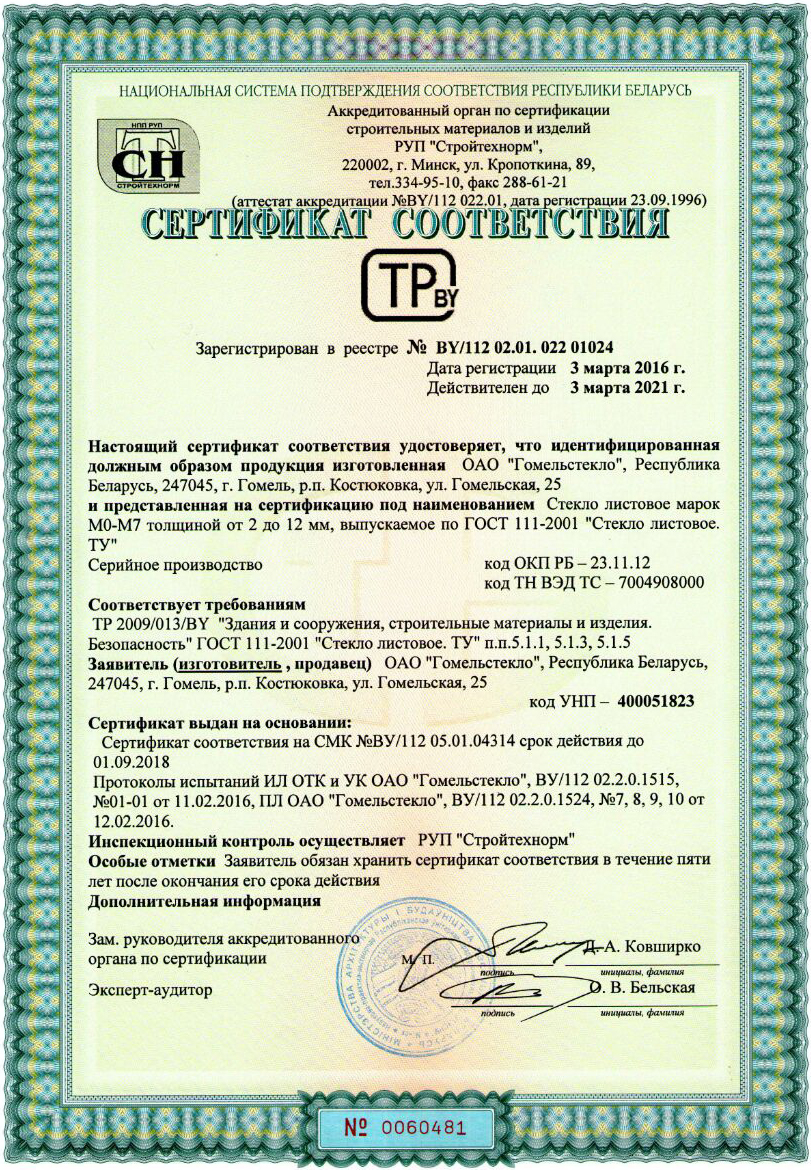 НАЦИОНАЛЬНАЯ СИСТЕМА ПОДТВЕРЖДЕНИЯ СООТВЕТСТВИЯ РЕСПУБЛИКИ БЕЛАРУСЬ
НПП РУП
СТН
СТРОЙТЕХНОРМ
Аккредитованный орган по сертификации
строительных материалов и изделий
РУП "Стройтехнорм",
220002, г. Минск, ул. Кропоткина, 89,
тел.334-95-10, факс 288-61-21
(аттестат аккредитации №BY/112 022.01, дата регистрации 23.09.1996)
СЕРТИФИКАТ СООТВЕТСТВИЯ
ТР BY
Зарегистрирован в реестре № BY/112 02.01. 022 01024
Дата регистрации 3 марта 2016 г.
Действителен до 3 марта 2021 г.
Настоящий сертификат соответствия удостоверяет, что идентифицированная
должным образом продукция изготовленная ОАО "Гомельстекло", Республика
Беларусь, 247045, г. Гомель, р.п. Костюковка, ул. Гомельская, 25
и представленная на сертификацию под наименованием Стекло листовое марок
М0-М7 толщиной от 2 до 12 мм, выпускаемое по ГОСТ 111-2001 "Стекло листовое.
ТУ"
Серийное производство код ОКП РБ – 23.11.12
код ТН ВЭД ТС – 7004908000
Соответствует требованиям
ТР 2009/013/BY "Здания и сооружения, строительные материалы и изделия.
Безопасность" ГОСТ 111-2001 "Стекло листовое. ТУ" п.п.5.1.1, 5.1.3, 5.1.5
Заявитель (изготовитель , продавец) ОАО "Гомельстекло", Республика Беларусь,
247045, г. Гомель, р.п. Костюковка, ул. Гомельская, 25
код УНП – 400051823
Сертификат выдан на основании:
Сертификат соответствия на СМК №ВУ/112 05.01.04314 срок действия до
01.09.2018
Протоколы испытаний ИЛ ОТК и УК ОАО "Гомельстекло", ВУ/112 02.2.0.1515,
№01-01 от 11.02.2016, ПЛ ОАО "Гомельстекло", ВУ/112 02.2.0.1524, №7, 8, 9, 10 от
12.02.2016.
Инспекционный контроль осуществляет РУП "Стройтехнорм"
Особые отметки Заявитель обязан хранить сертификат соответствия в течение пяти
лет после окончания его срока действия
Дополнительная информация
Зам. руководителя аккредитованного
органа по сертификации
М. П.
Д. А. Ковширко
подпись
инициалы, фамилия
Эксперт-аудитор
О. В. Бельская
подпись
инициалы, фамилия
МІНІСТЭРСТВА АРХІТЭКТУРЫ І БУДАЎНІЦТВА
№ 0060481